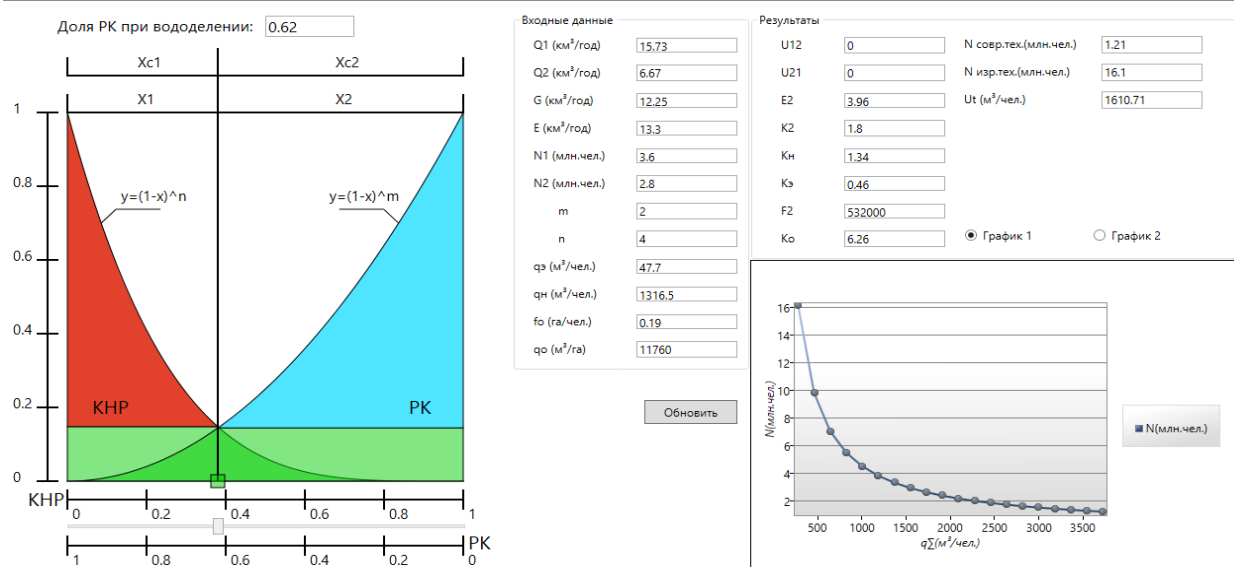 Доля РК при вододелении: 0.62
Xc1 Xc2
X1 X2
1
0.8
0.6
0.4
0.2
0
y=(1-x)^n
y=(1-x)^m
КНР
РК
КНР
0 0.2 0.4 0.6 0.8 1
РК
1 0.8 0.6 0.4 0.2 0
Входные данные
Q1 (км³/год) 15.73
Q2 (км³/год) 6.67
G (км³/год) 12.25
E (км³/год) 13.3
N1 (млн.чел.) 3.6
N2 (млн.чел.) 2.8
m 2
n 4
qэ (м³/чел.) 47.7
qн (м³/чел.) 1316.5
fo (га/чел.) 0.19
qo (м³/га) 11760
Обновить
Результаты
U12 0
U21 0
E2 3.96
К2 1.8
Кн 1.34
Кэ 0.46
F2 532000
Ко 6.26
N совр.тех.(млн.чел.) 1.21
N изр.тех.(млн.чел.) 16.1
Ut (м³/чел.) 1610.71
График 1 График 2
N(млн.чел.)
16
14
12
10
8
6
4
2
500 1000 1500 2000 2500 3000 3500
q∑(м³/чел.)
N(млн.чел.)